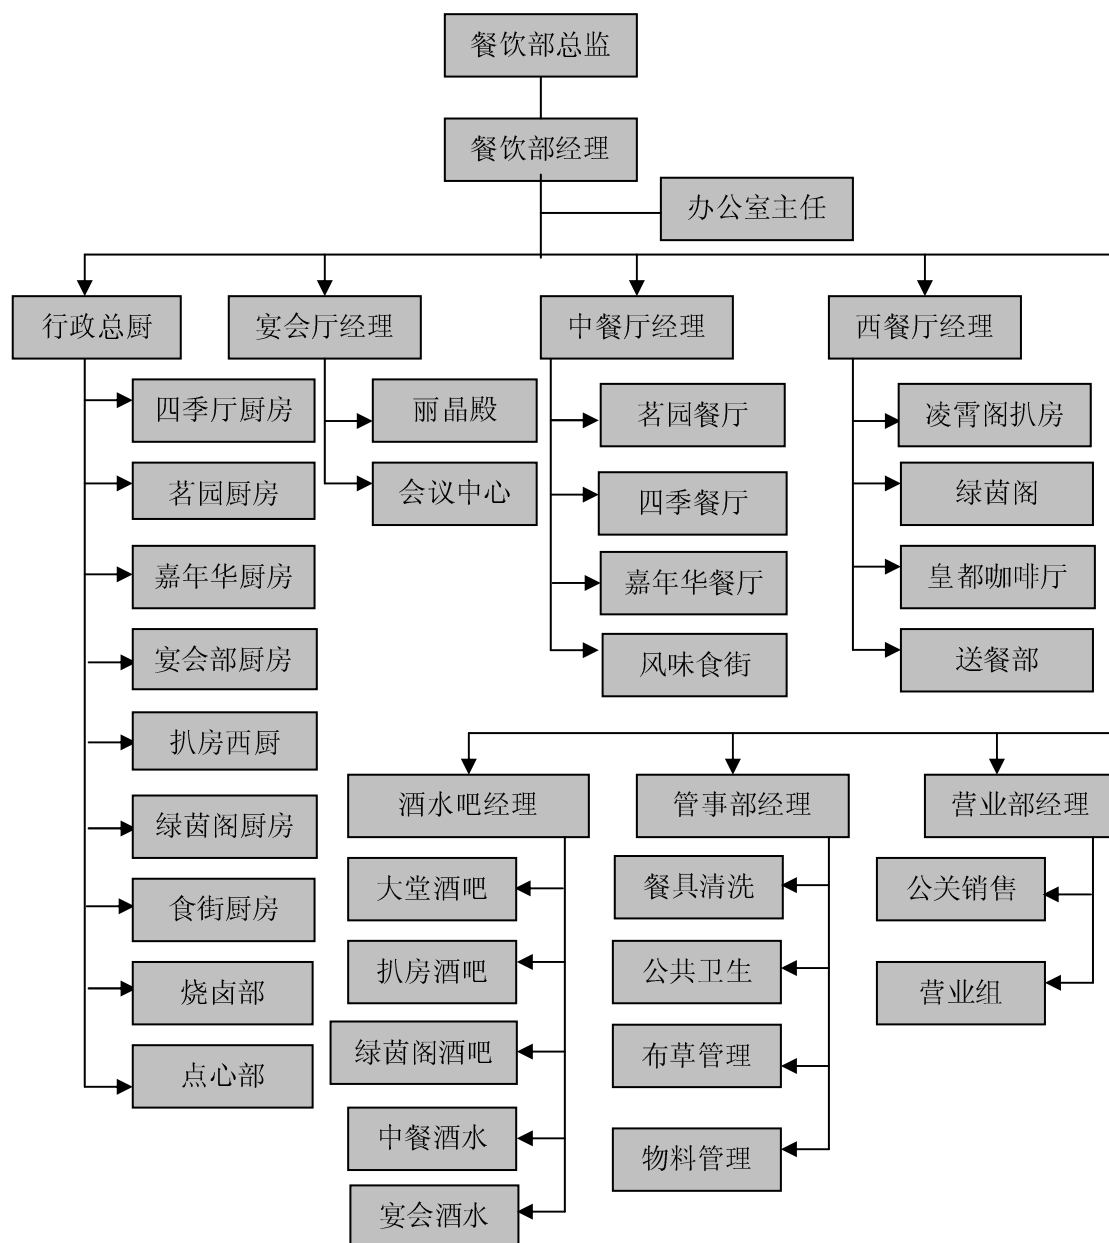 餐饮部总监
餐饮部经理
办公室主任
行政总厨
宴会厅经理
中餐厅经理
西餐厅经理
四季厅厨房
茗园厨房
嘉年华厨房
宴会部厨房
扒房西厨
绿茵阁厨房
食街厨房
烧卤部
点心部
丽晶殿
会议中心
茗园餐厅
四季餐厅
嘉年华餐厅
风味食街
凌霄阁扒房
绿茵阁
皇都咖啡厅
送餐部
酒水吧经理
管事部经理
营业部经理
大堂酒吧
扒房酒吧
绿茵阁酒吧
中餐酒水
宴会酒水
餐具清洗
公共卫生
布草管理
物料管理
公关销售
营业组